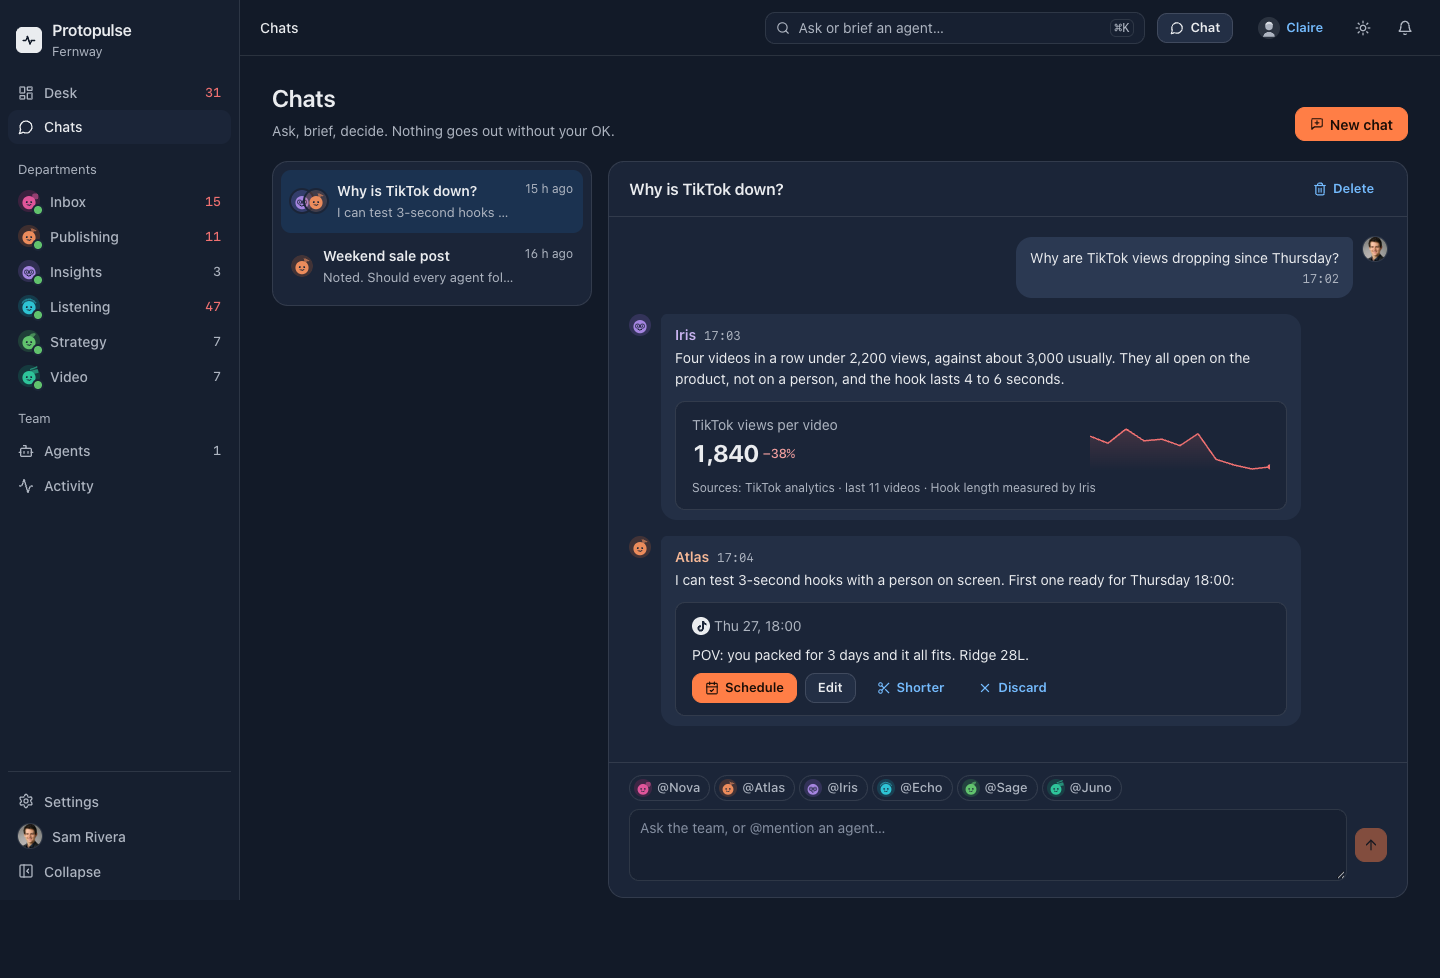 Protopulse
Fernway
Desk 31
Chats
Departments
Inbox 15
Publishing 11
Insights 3
Listening 47
Strategy 7
Video 7
Team
Agents 1
Activity
Settings
Sam Rivera
Collapse
Chats
Ask or brief an agent... ⌘K
Chat
Claire
Chats
Ask, brief, decide. Nothing goes out without your OK.
New chat
Why is TikTok down? 15 h ago
I can test 3-second hooks ...
Weekend sale post 16 h ago
Noted. Should every agent fol...
Why is TikTok down?
Delete
Why are TikTok views dropping since Thursday?
17:02
Iris 17:03
Four videos in a row under 2,200 views, against about 3,000 usually. They all open on the
product, not on a person, and the hook lasts 4 to 6 seconds.
TikTok views per video
1,840 −38%
Sources: TikTok analytics · last 11 videos · Hook length measured by Iris
Atlas 17:04
I can test 3-second hooks with a person on screen. First one ready for Thursday 18:00:
Thu 27, 18:00
POV: you packed for 3 days and it all fits. Ridge 28L.
Schedule Edit Shorter Discard
@Nova @Atlas @Iris @Echo @Sage @Juno
Ask the team, or @mention an agent...